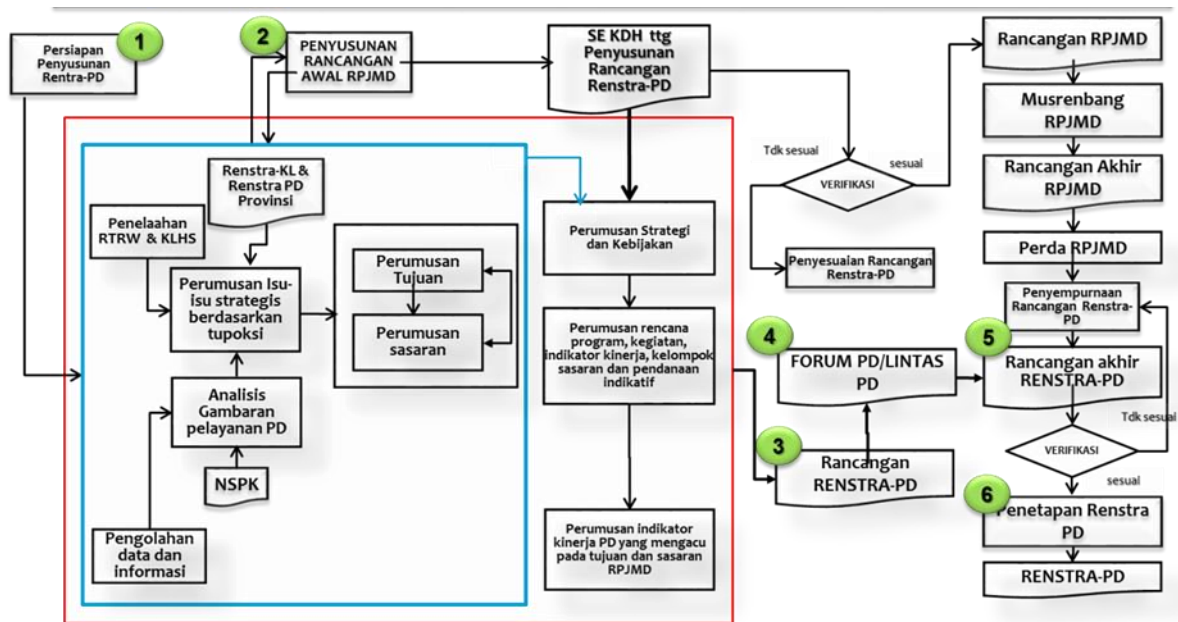 1
Persiapan
Penyusunan
Rentra-PD
2
PENYUSUNAN
RANCANGAN
AWAL RPJMD
SE KDH ttg
Penyusunan
Rancangan
Renstra-PD
Renstra-KL &
Renstra PD
Provinsi
Penelaahan
RTRW & KLHS
Perumusan Isu-
isu strategis
berdasarkan
tupoksi
Perumusan
Tujuan
Perumusan
sasaran
Analisis
Gambaran
pelayanan PD
NSPK
Pengolahan
data dan
informasi
Perumusan Strategi
dan Kebijakan
Perumusan rencana
program, kegiatan,
indikator kinerja, kelompok
sasaran dan pendanaan
indikatif
Perumusan indikator
kinerja PD yang mengacu
pada tujuan dan sasaran
RPJMD
3
Rancangan
RENSTRA-PD
4
FORUM PD/LINTAS
PD
Tdk sesuai
sesuai
VERIFIKASI
Penyesuaian Rancangan
Renstra-PD
Rancangan RPJMD
Musrenbang
RPJMD
Rancangan Akhir
RPJMD
Perda RPJMD
Penyempurnaan
Rancangan Renstra-
PD
5
Rancangan akhir
RENSTRA-PD
Tdk sesuai
VERIFIKASI
sesuai
6
Penetapan Renstra
PD
RENSTRA-PD